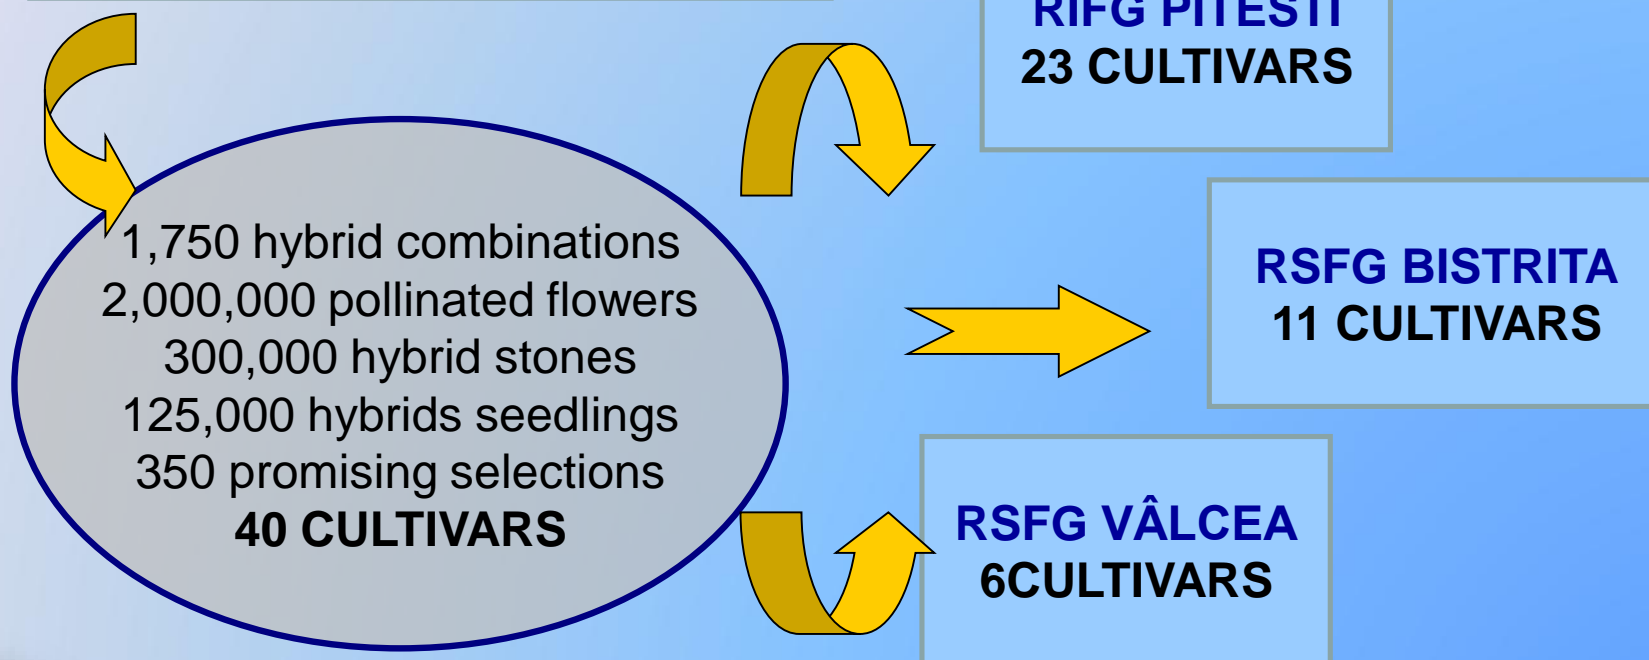 RIFG PITESTI
23 CULTIVARS
1,750 hybrid combinations
2,000,000 pollinated flowers
300,000 hybrid stones
125,000 hybrids seedlings
350 promising selections
40 CULTIVARS
RSFG BISTRITA
11 CULTIVARS
RSFG VÂLCEA
6CULTIVARS